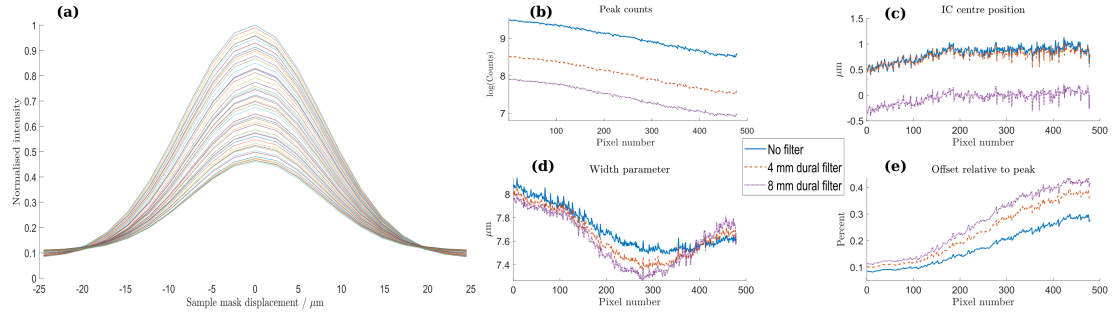 (a)
1
0.9
0.8
0.7
0.6
0.5
0.4
0.3
0.2
0.1
0
Normalised intensity
-25 -20 -15 -10 -5 0 5 10 15 20 25
Sample mask displacement / μm
(b)
Peak counts
9
8
7
log(Counts)
100 200 300 400 500
Pixel number
(c)
IC centre position
1
0.5
0
-0.5
μm
0 100 200 300 400 500
Pixel number
No filter
4 mm dural filter
8 mm dural filter
(d)
Width parameter
8
7.8
7.6
7.4
μm
0 100 200 300 400 500
Pixel number
(e)
Offset relative to peak
0.4
0.3
0.2
0.1
Percent
0 100 200 300 400 500
Pixel number